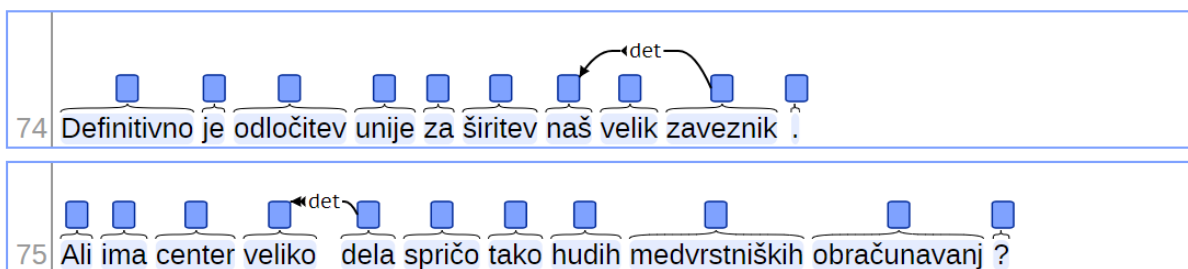 det
74 Definitivno je odločitev unije za širitev naš velik zaveznik .
det
75 Ali ima center veliko dela spričo tako hudih medvrstniških obračunavanj ?